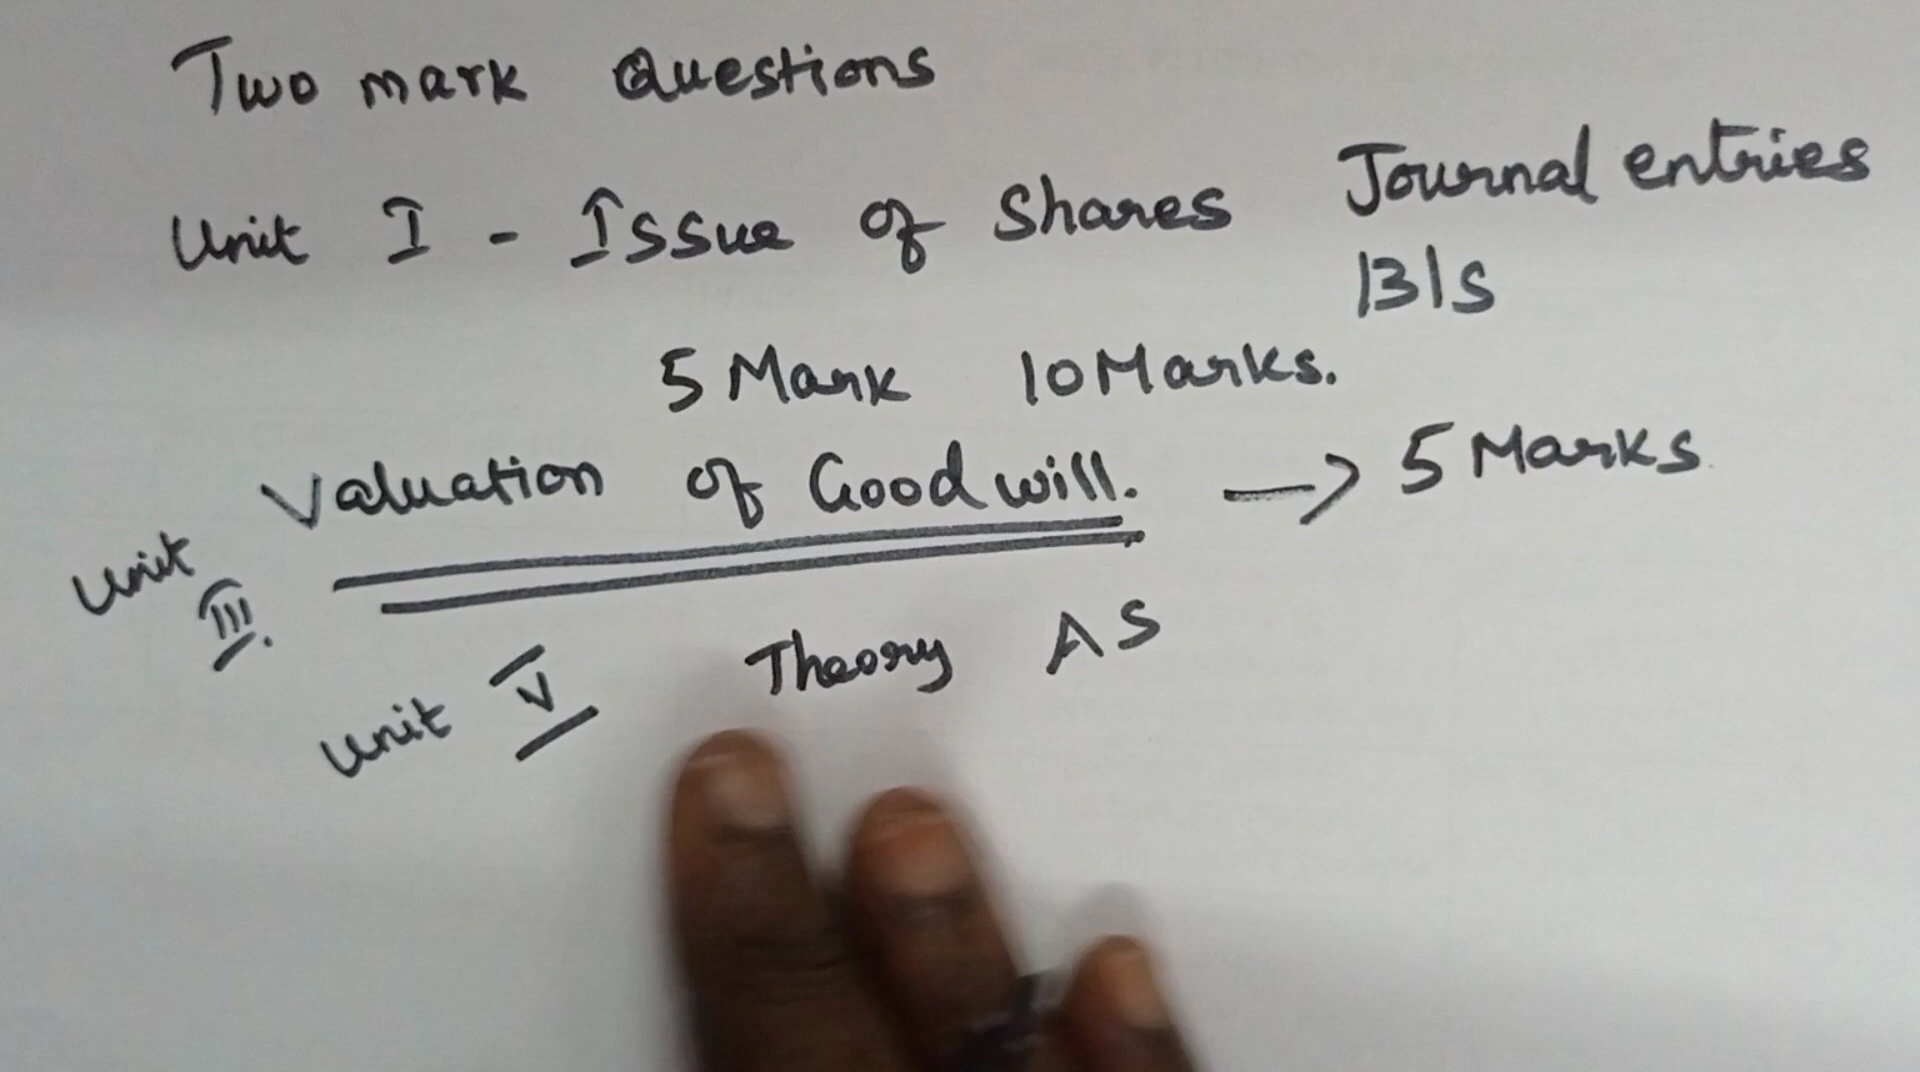 Two mark Questions
Unit I - Issue of Shares Journal entries
B/S
5 Mark 10 Marks.
Valuation of Goodwill. → 5 Marks
Unit III.
Unit V Theory AS